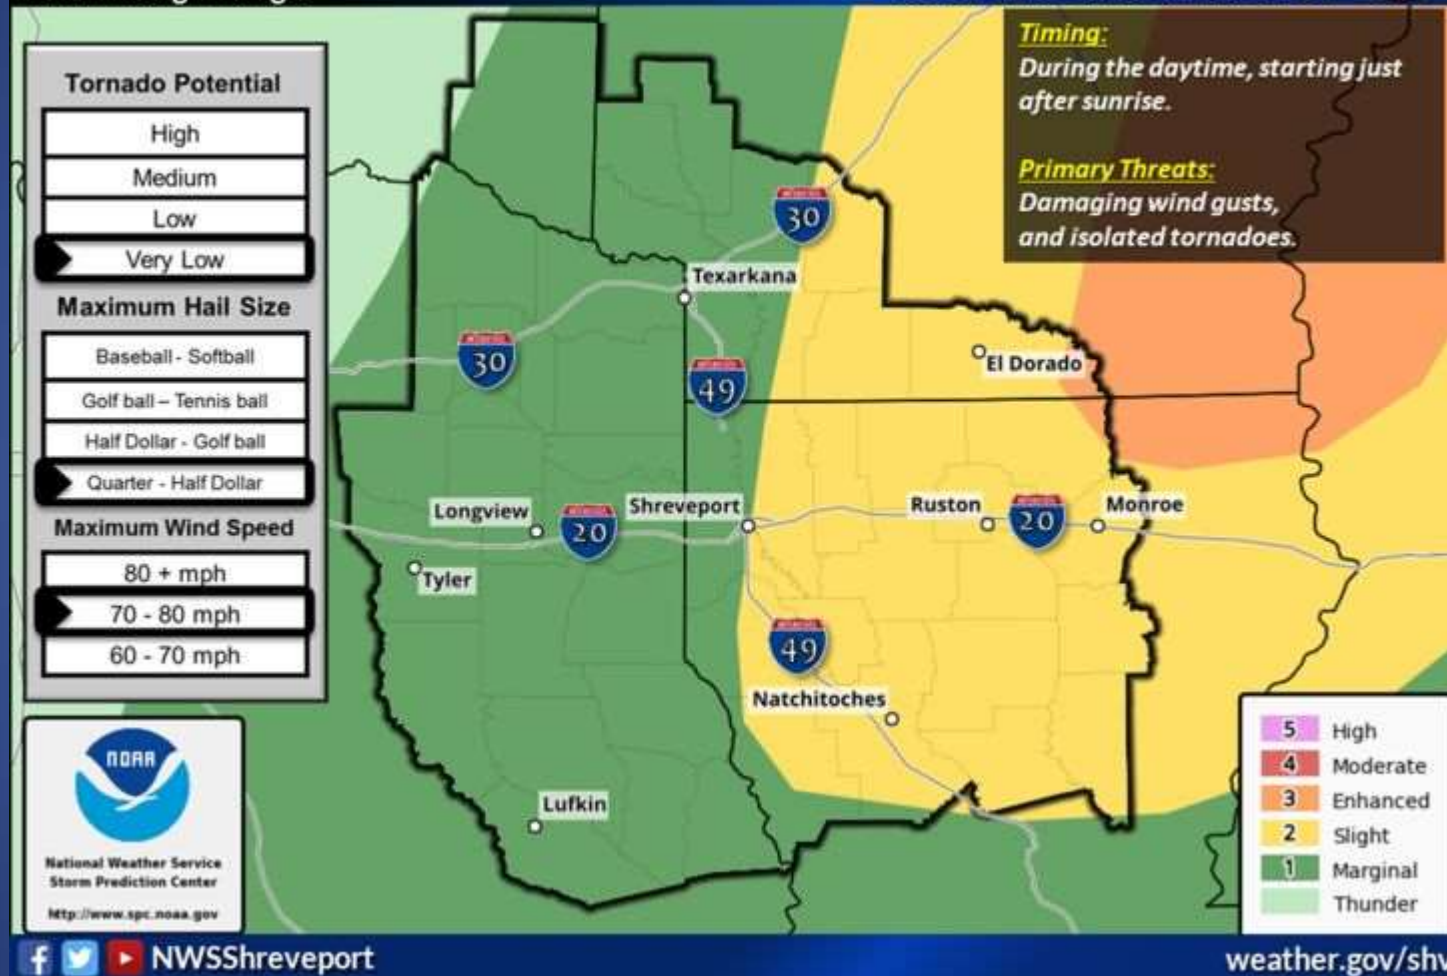 Timing:
During the daytime, starting just
after sunrise.
Primary Threats:
Damaging wind gusts,
and isolated tornadoes.
Tornado Potential
High
Medium
Low
Very Low
Maximum Hail Size
Baseball - Softball
Golf ball – Tennis ball
Half Dollar - Golf ball
Quarter - Half Dollar
Maximum Wind Speed
80 + mph
70 - 80 mph
60 - 70 mph
30
Texarkana
30
49
El Dorado
Longview
20
Shreveport
Ruston
20
Monroe
Tyler
49
Natchitoches
Lufkin
NOAA
National Weather Service
Storm Prediction Center
http://www.spc.noaa.gov
5 High
4 Moderate
3 Enhanced
2 Slight
1 Marginal
Thunder
NWSShreveport
weather.gov/shv